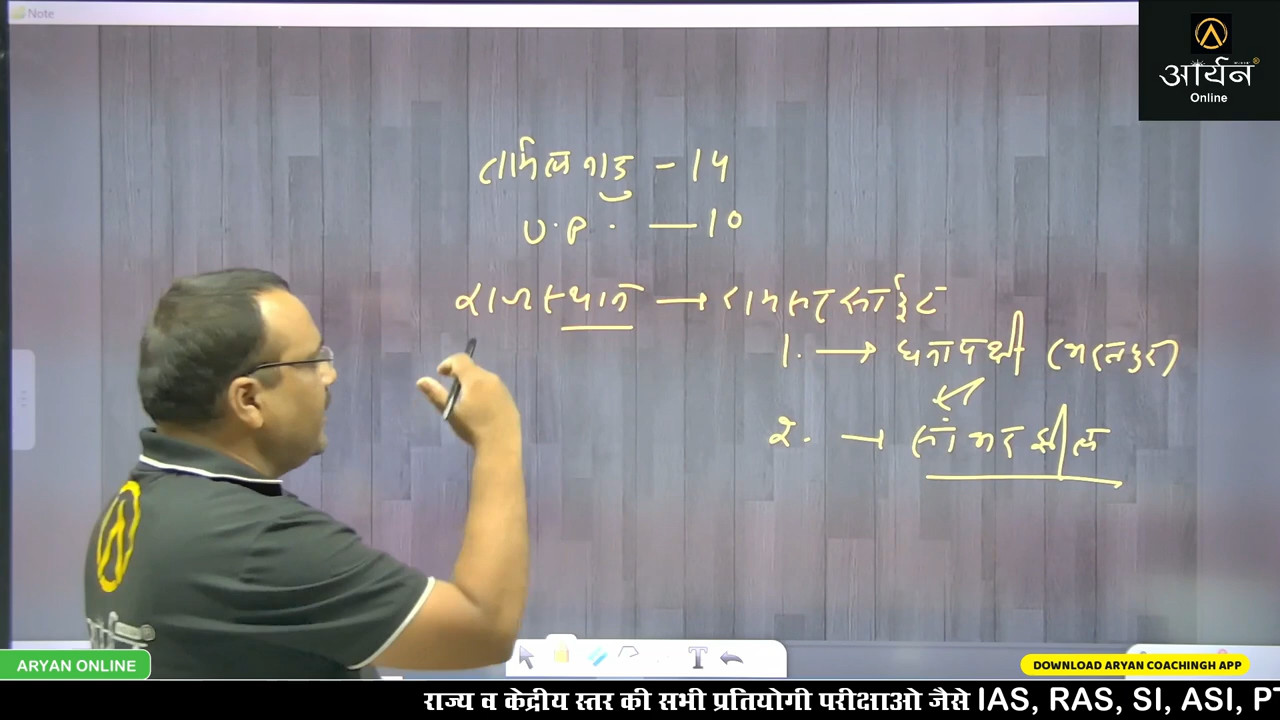 Note
आर्यन
Online
तामिलनाडु - 14
U.P. — 10
राजस्थान → रामसर साईट
1. → घनापक्षी (भरतपुर)
2. → सांभर झील
ARYAN ONLINE
T
DOWNLOAD ARYAN COACHINGH APP
राज्य व केद्रीय स्तर की सभी प्रतियोगी परीक्षाओ जैसे IAS, RAS, SI, ASI, PT